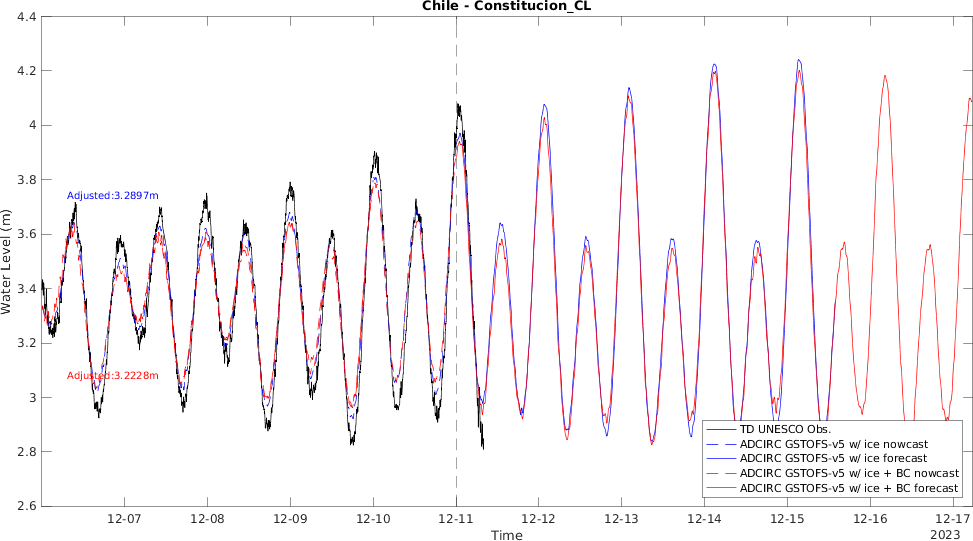 Chile - Constitucion_CL
4.4
4.2
4
3.8
3.6
3.4
3.2
3
2.8
2.6
Water Level (m)
Adjusted:3.2897m
Adjusted:3.2228m
TD UNESCO Obs.
ADCIRC GSTOFS-v5 w/ ice nowcast
ADCIRC GSTOFS-v5 w/ ice forecast
ADCIRC GSTOFS-v5 w/ ice + BC nowcast
ADCIRC GSTOFS-v5 w/ ice + BC forecast
12-07 12-08 12-09 12-10 12-11 12-12 12-13 12-14 12-15 12-16 12-17
Time
2023